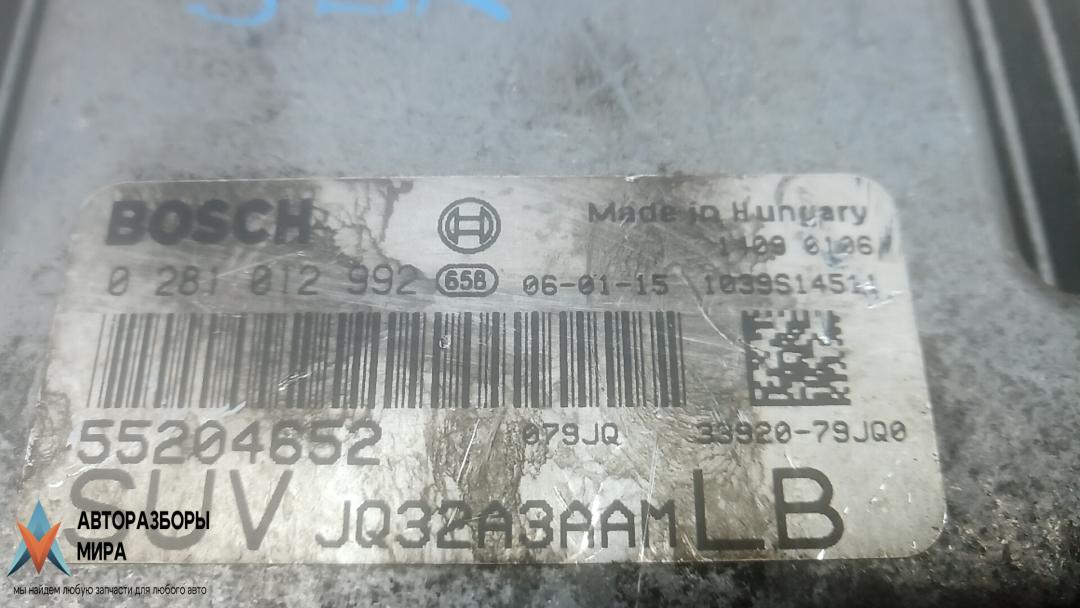 BOSCH
Made in Hungary
1409 0106
0 281 012 992 65B 06-01-15 1039S14511
55204652 079JQ 33920-79JQ0
SUV JQ32A3AAM LB
АВТОРАЗБОРЫ
МИРА
мы найдем любую запчасти для любого авто